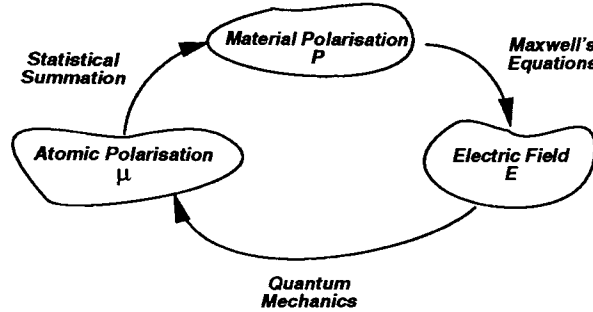 Material Polarisation
P
Statistical
Summation
Maxwell's
Equations
Atomic Polarisation
μ
Electric Field
E
Quantum
Mechanics